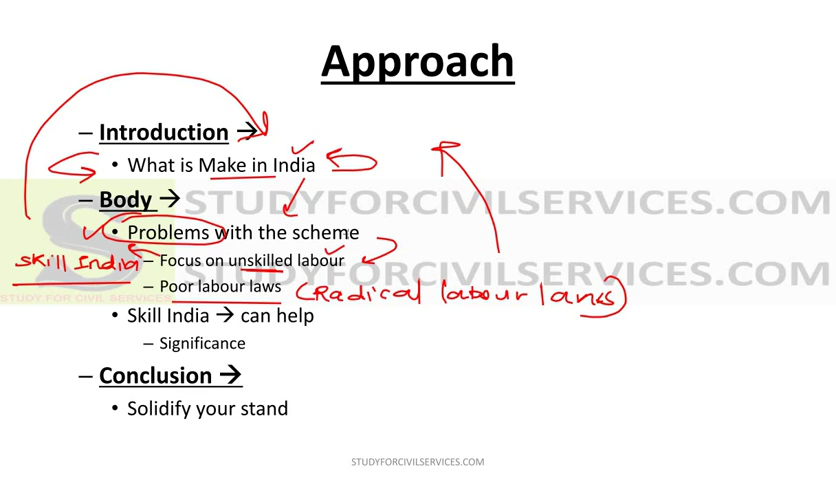 Approach
– Introduction →
• What is Make in India
– Body →
STUDYFORCIVILSERVICES.COM
• Problems with the scheme
Skill India
– Focus on unskilled labour
STUDYFORCIVILSERVICES.COM
– Poor labour laws (Radical labour laws)
STUDY FOR CIVIL SERVICES
• Skill India → can help
– Significance
– Conclusion →
• Solidify your stand
STUDYFORCIVILSERVICES.COM